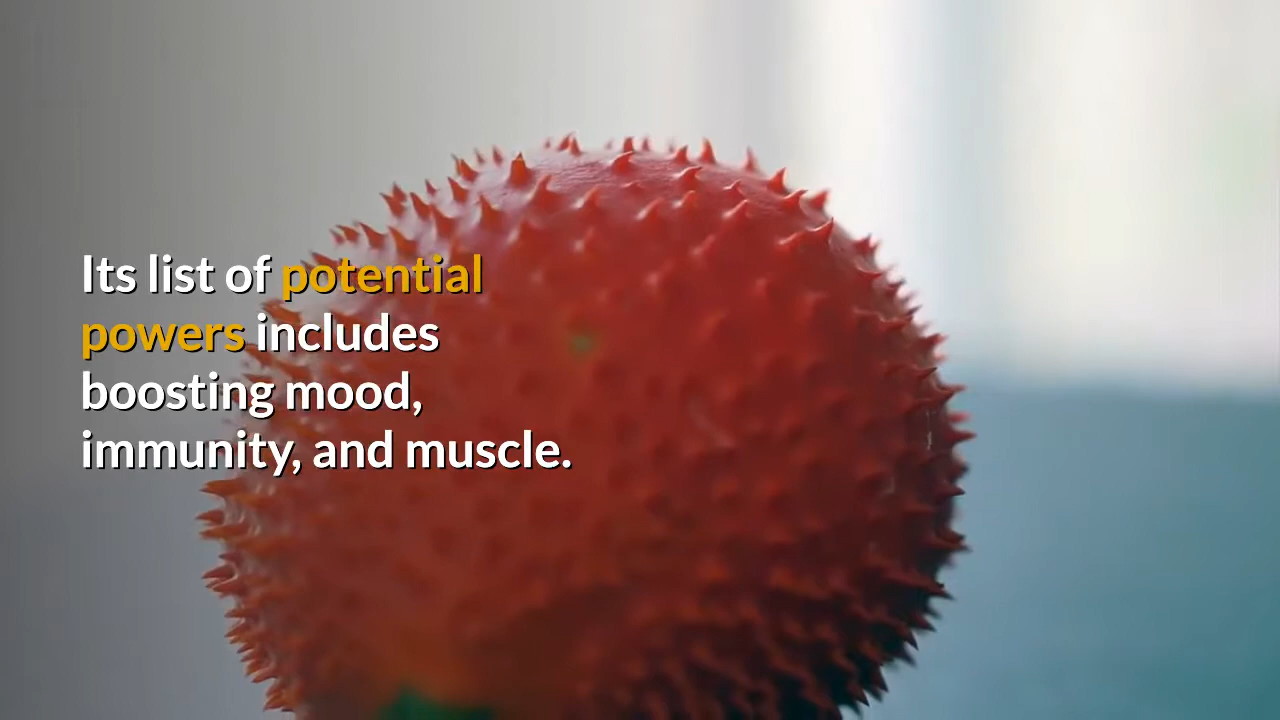 Its list of potential
powers includes
boosting mood,
immunity, and muscle.